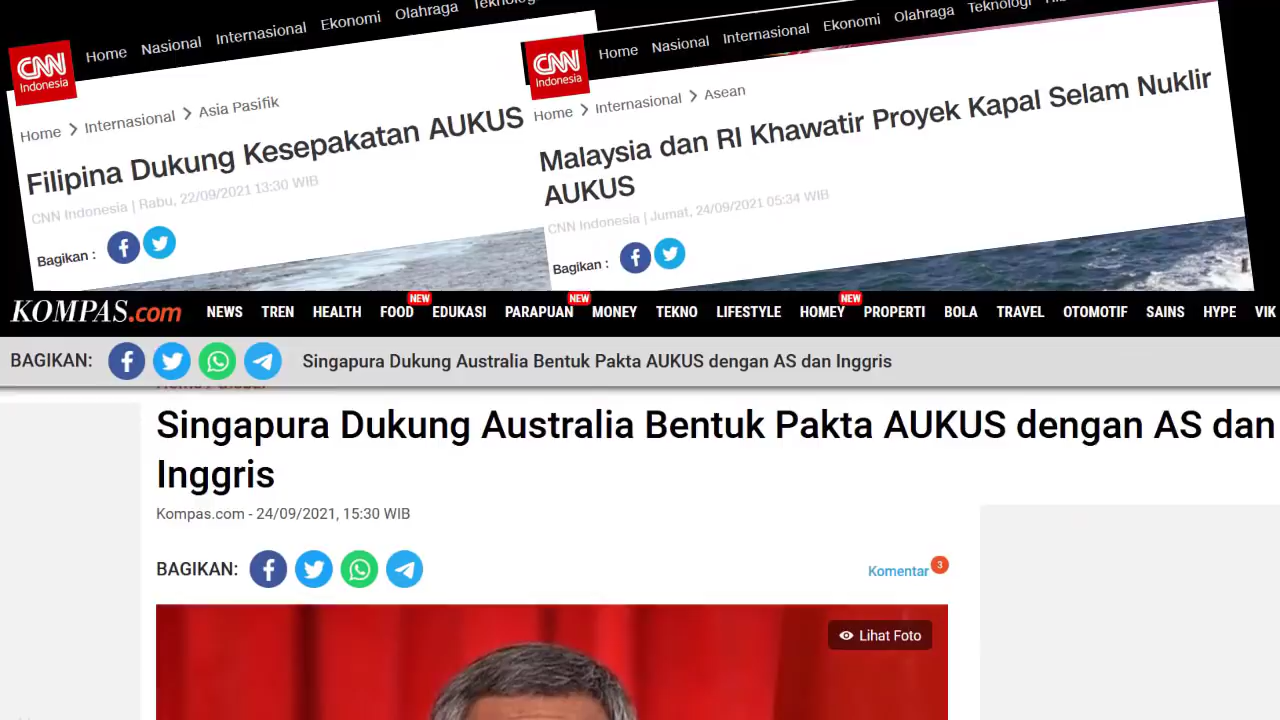 Home Nasional Internasional Ekonomi Olahraga
CNN
Indonesia
Home > Internasional > Asia Pasifik
Filipina Dukung Kesepakatan AUKUS
CNN Indonesia | Rabu, 22/09/2021 13:30 WIB
Bagikan :
Home Nasional Internasional Ekonomi Olahraga Teknologi
CNN
Indonesia
Home > Internasional > Asean
Malaysia dan RI Khawatir Proyek Kapal Selam Nuklir
AUKUS
CNN Indonesia | Jumat, 24/09/2021 05:34 WIB
Bagikan :
KOMPAS.com NEWS TREN HEALTH FOOD NEW EDUKASI PARAPUAN NEW MONEY TEKNO LIFESTYLE HOMEY NEW PROPERTI BOLA TRAVEL OTOMOTIF SAINS HYPE VIK
BAGIKAN: Singapura Dukung Australia Bentuk Pakta AUKUS dengan AS dan Inggris
Singapura Dukung Australia Bentuk Pakta AUKUS dengan AS dan
Inggris
Kompas.com - 24/09/2021, 15:30 WIB
BAGIKAN:
Komentar 3
Lihat Foto